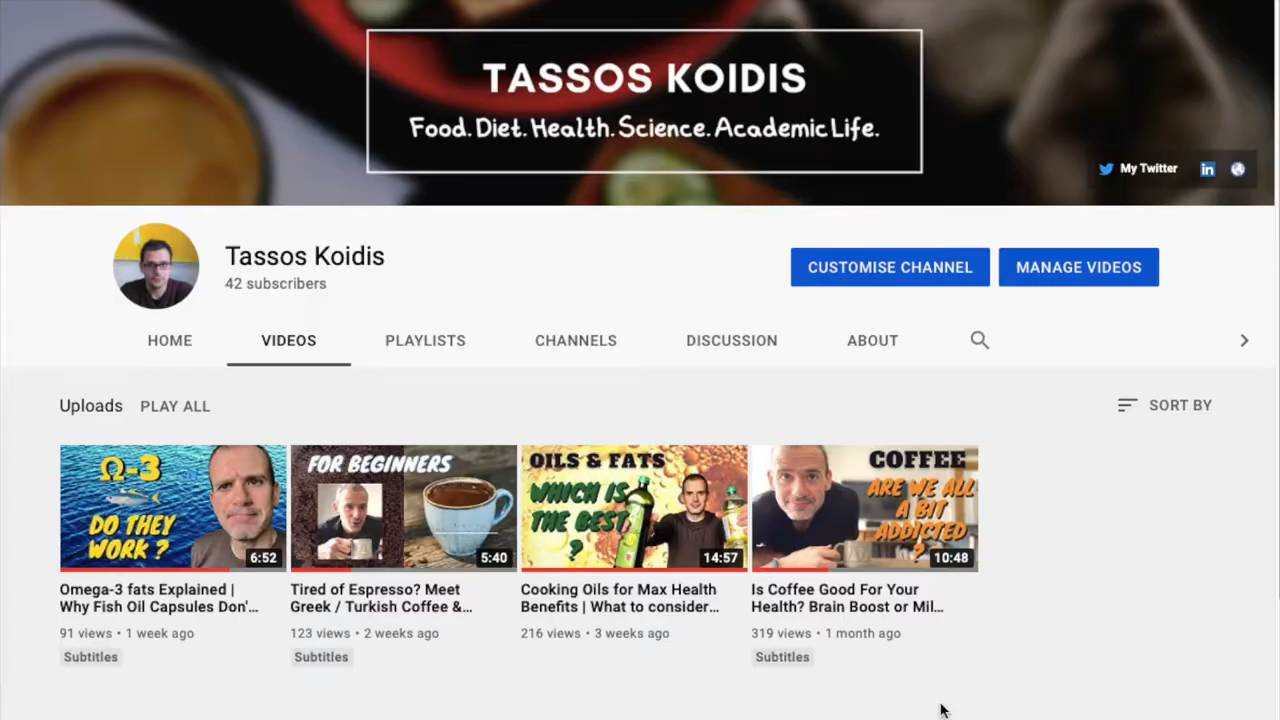 TASSOS KOIDIS
Food. Diet. Health. Science. Academic Life.
My Twitter
in
Tassos Koidis
42 subscribers
CUSTOMISE CHANNEL
MANAGE VIDEOS
HOME
VIDEOS
PLAYLISTS
CHANNELS
DISCUSSION
ABOUT
Uploads
PLAY ALL
SORT BY
Ω-3
DO THEY
WORK ?
6:52
FOR BEGINNERS
5:40
OILS & FATS
WHICH IS
THE BEST
?
14:57
COFFEE
ARE WE ALL
A BIT
ADDICTED
?
10:48
Omega-3 fats Explained |
Why Fish Oil Capsules Don'...
91 views • 1 week ago
Subtitles
Tired of Espresso? Meet
Greek / Turkish Coffee &...
123 views • 2 weeks ago
Subtitles
Cooking Oils for Max Health
Benefits | What to consider...
216 views • 3 weeks ago
Is Coffee Good For Your
Health? Brain Boost or Mil...
319 views • 1 month ago
Subtitles